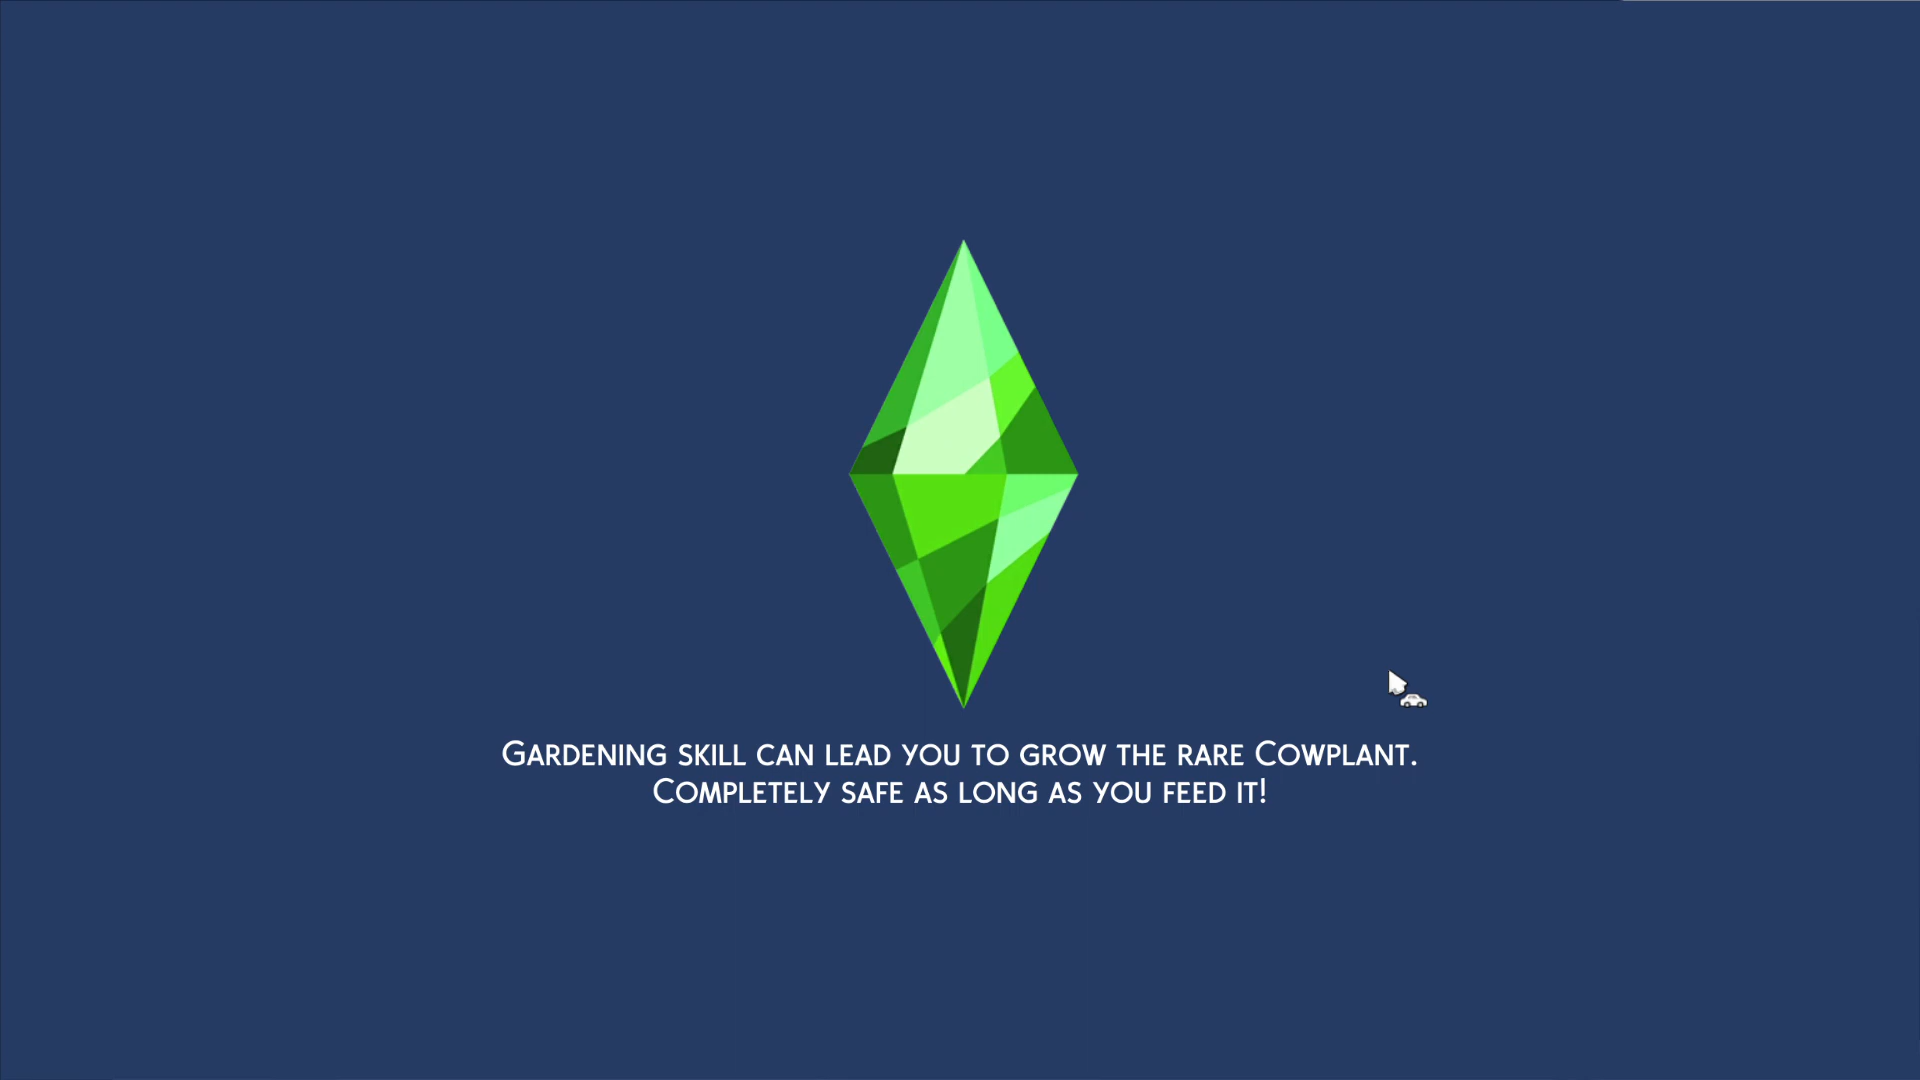 Gardening skill can lead you to grow the rare Cowplant.
Completely safe as long as you feed it!